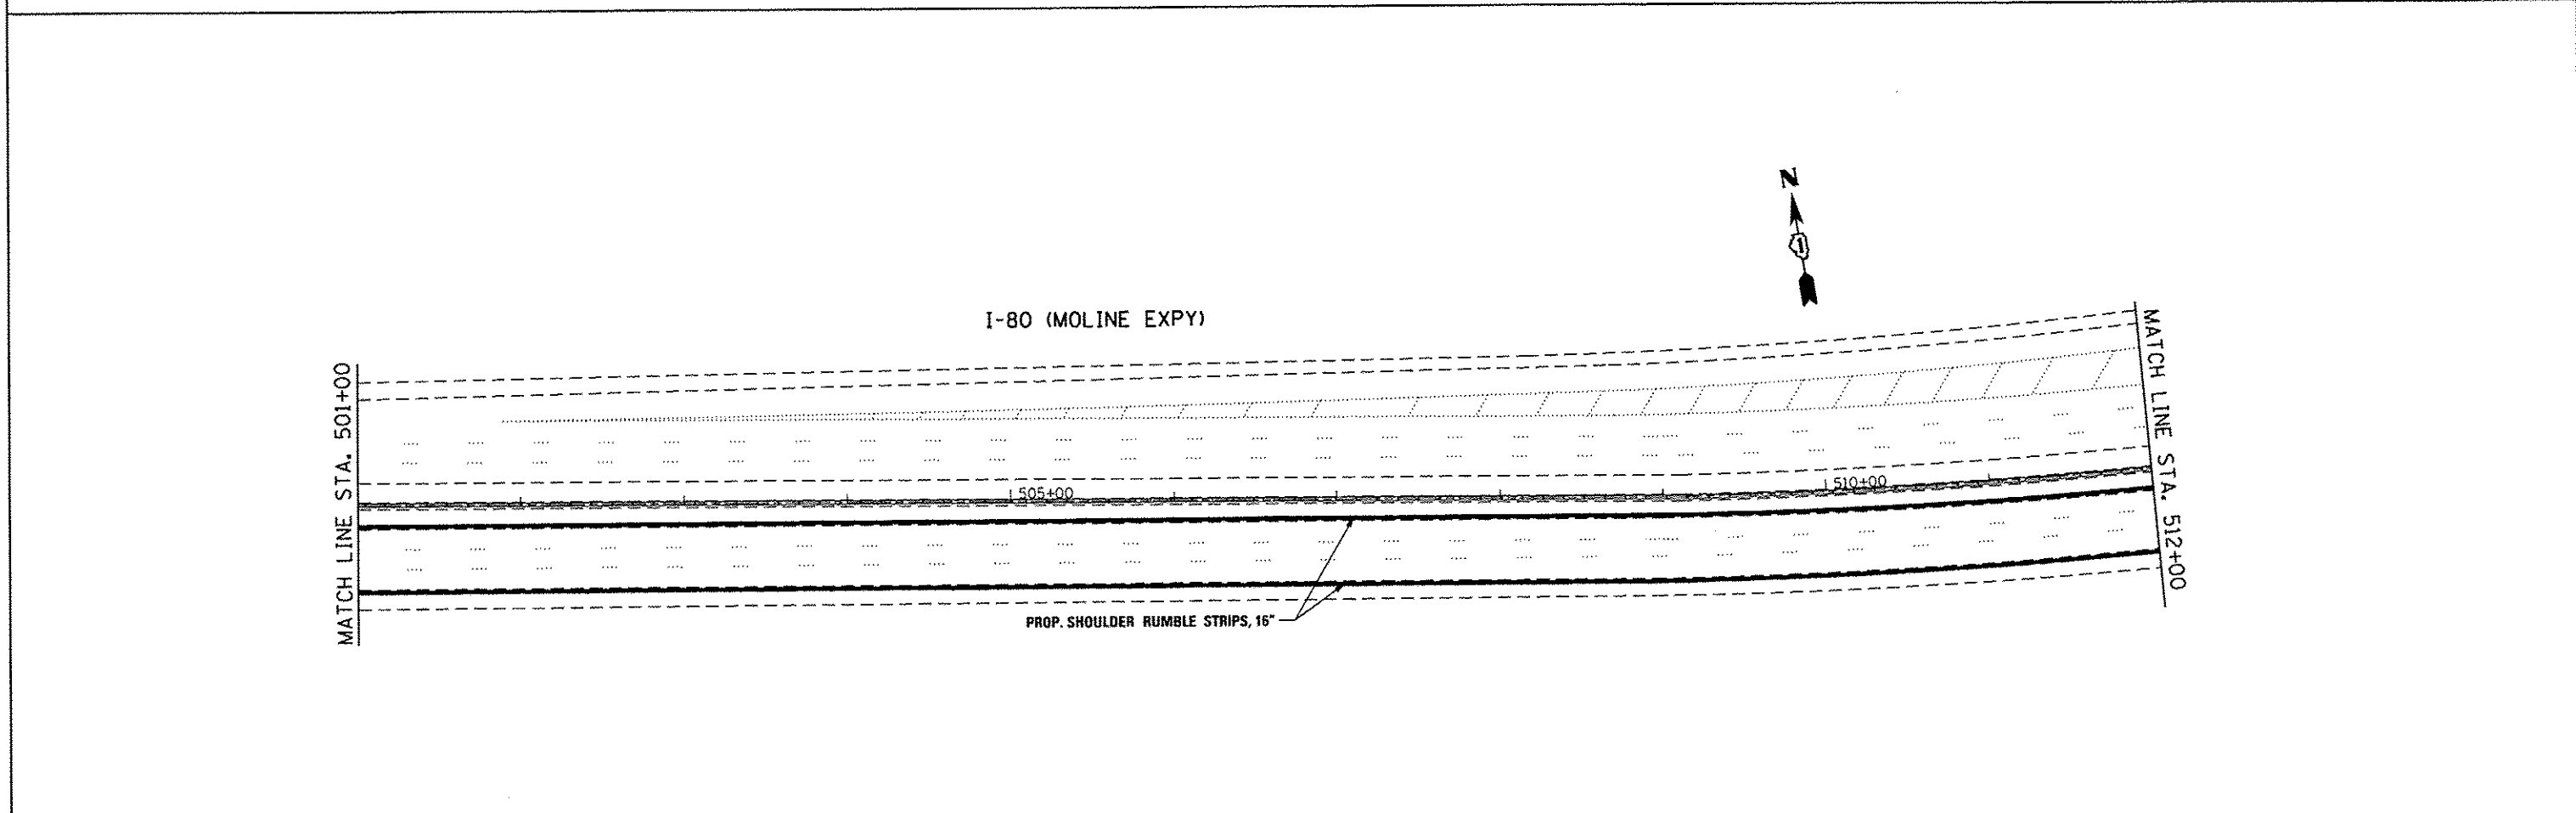 N
1
I-80 (MOLINE EXPY)
MATCH LINE STA. 501+00
505+00
510+00
MATCH LINE STA. 512+00
PROP. SHOULDER RUMBLE STRIPS, 16"